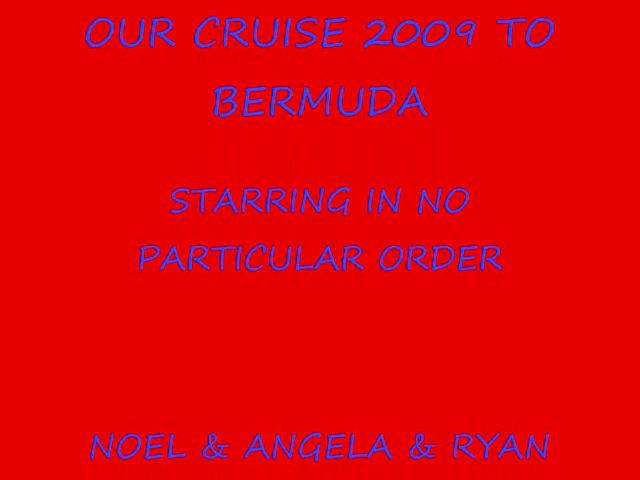 OUR CRUISE 2009 TO
BERMUDA
STARRING IN NO
PARTICULAR ORDER
NOEL & ANGELA & RYAN